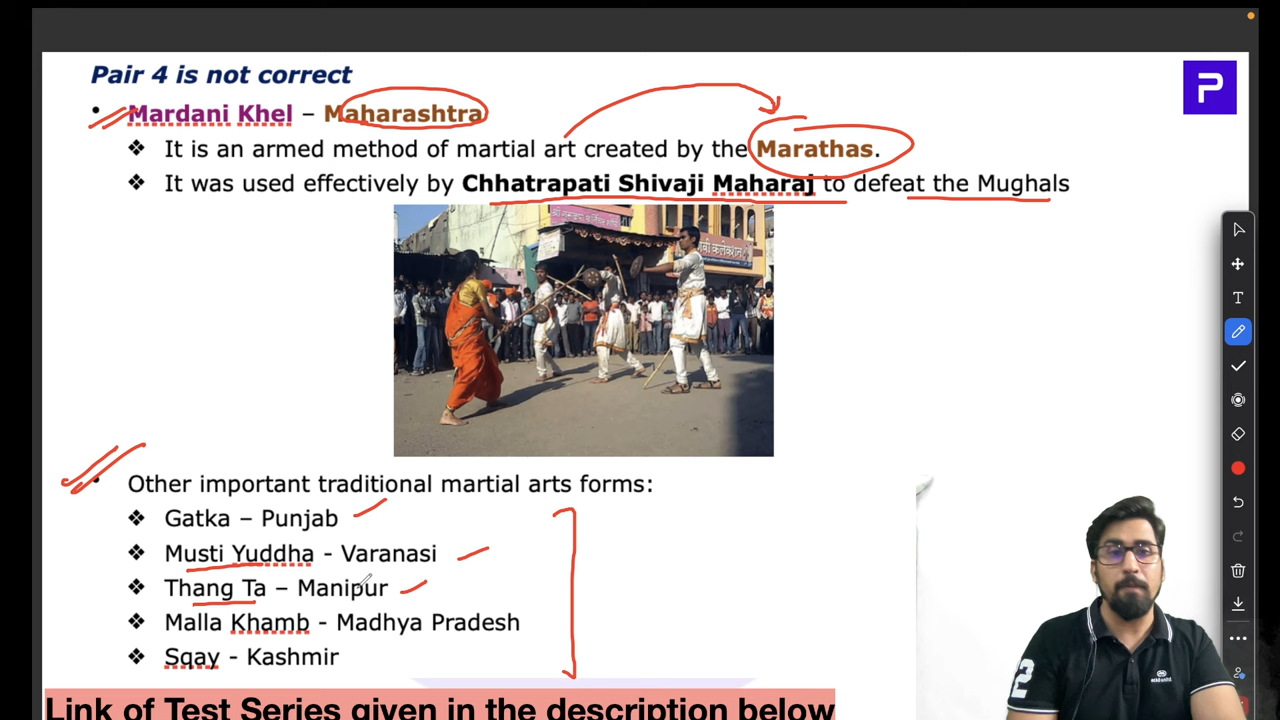 Pair 4 is not correct
• Mardani Khel – Maharashtra
❖ It is an armed method of martial art created by the Marathas.
❖ It was used effectively by Chhatrapati Shivaji Maharaj to defeat the Mughals
• Other important traditional martial arts forms:
❖ Gatka – Punjab
❖ Musti Yuddha - Varanasi
❖ Thang Ta – Manipur
❖ Malla Khamb - Madhya Pradesh
❖ Sqay - Kashmir
Link of Test Series given in the description below
P
T
2